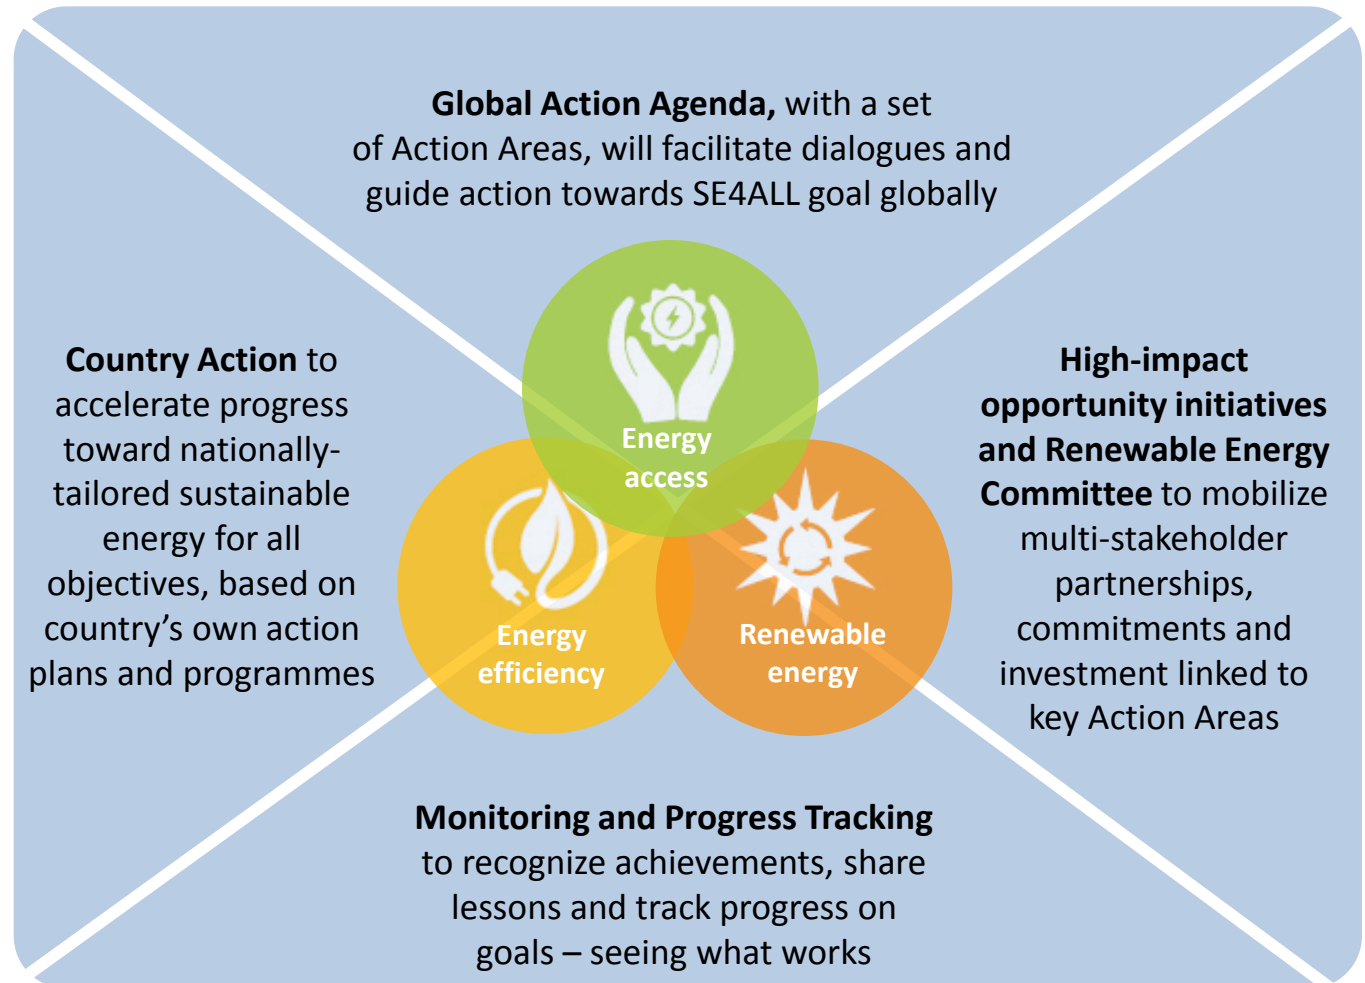 Global Action Agenda, with a set
of Action Areas, will facilitate dialogues and
guide action towards SE4ALL goal globally
Country Action to
accelerate progress
toward nationally-
tailored sustainable
energy for all
objectives, based on
country's own action
plans and programmes
Energy
access
Energy
efficiency
Renewable
energy
High-impact
opportunity initiatives
and Renewable Energy
Committee to mobilize
multi-stakeholder
partnerships,
commitments and
investment linked to
key Action Areas
Monitoring and Progress Tracking
to recognize achievements, share
lessons and track progress on
goals – seeing what works